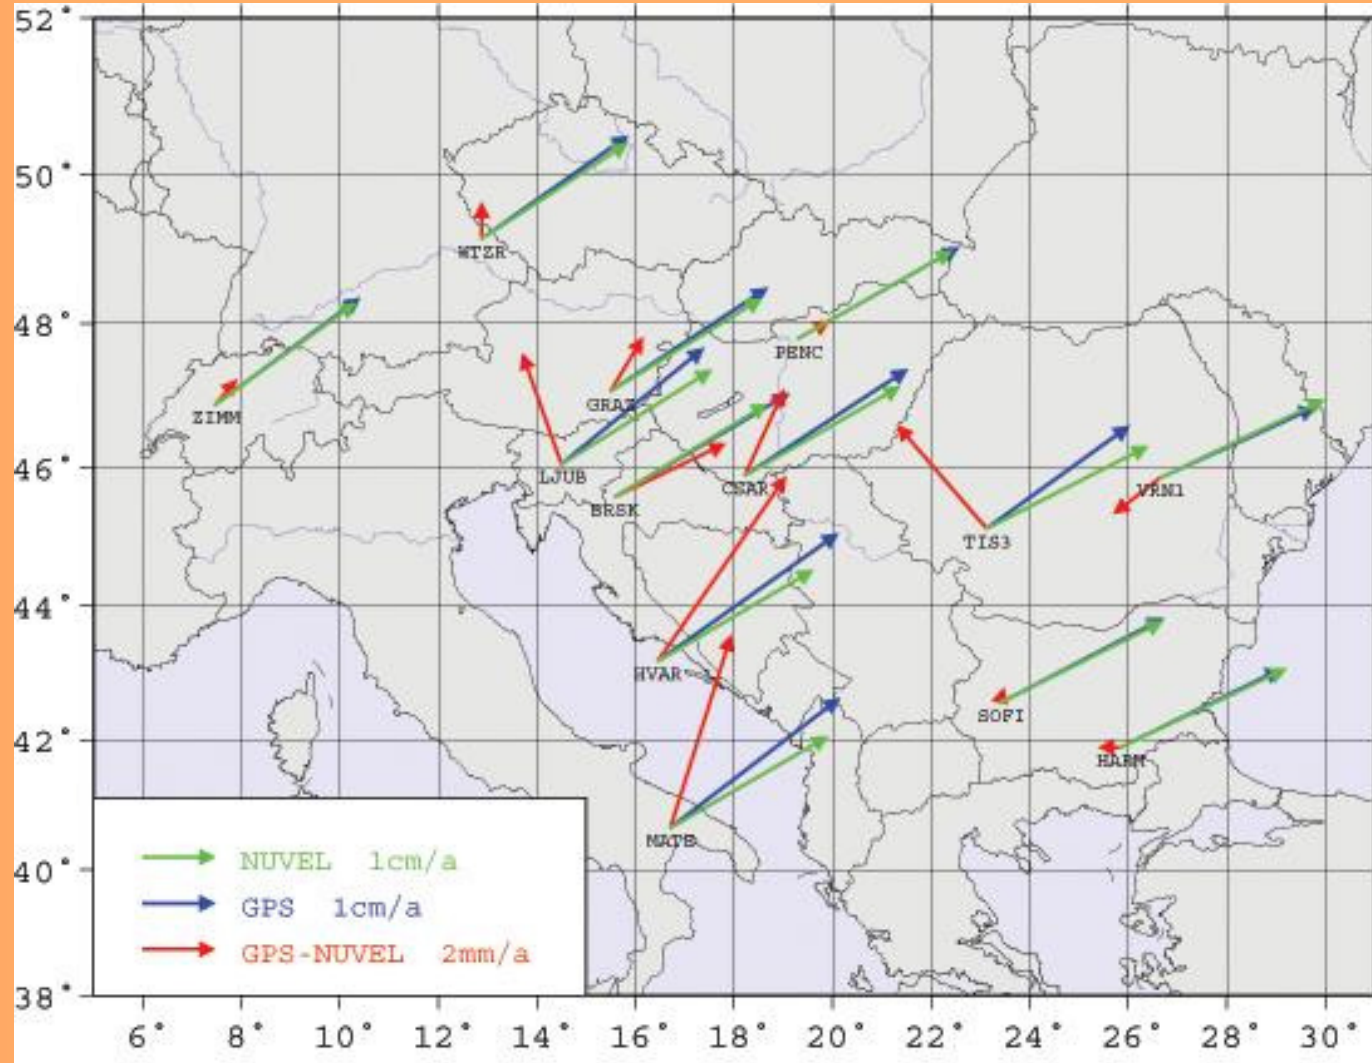 52°
50°
WTZR
48°
PENC
ZIMM
GRAZ
46°
LJUB
CSAR
VRN1
BRSK
TIS3
44°
HVAR
SOFI
42°
HARM
MATE
NUVEL 1cm/a
40°
GPS 1cm/a
GPS-NUVEL 2mm/a
38°
6° 8° 10° 12° 14° 16° 18° 20° 22° 24° 26° 28° 30°